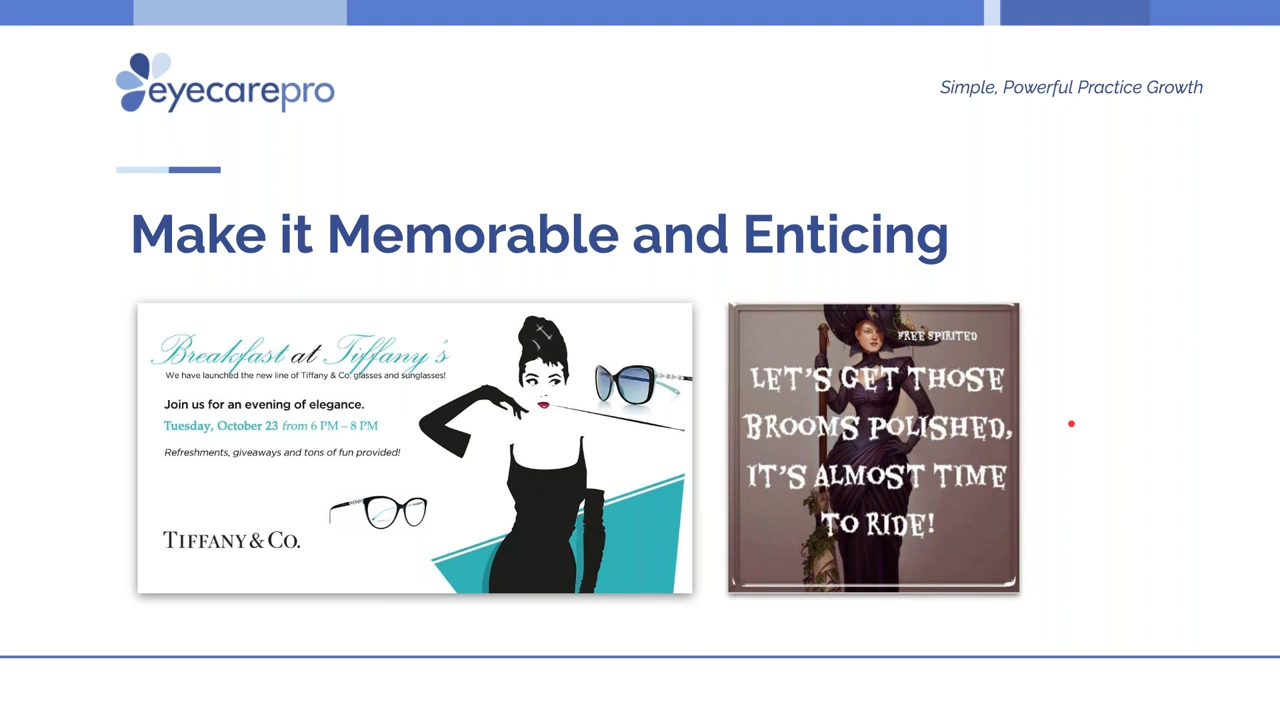 eyecarepro
Simple, Powerful Practice Growth
Make it Memorable and Enticing
Breakfast at Tiffany's
We have launched the new line of Tiffany & Co. glasses and sunglasses!
Join us for an evening of elegance.
Tuesday, October 23 from 6 PM – 8 PM
Refreshments, giveaways and tons of fun provided!
TIFFANY & CO.
FREE SPIRITED
LET'S GET THOSE
BROOMS POLISHED,
IT'S ALMOST TIME
TO RIDE!